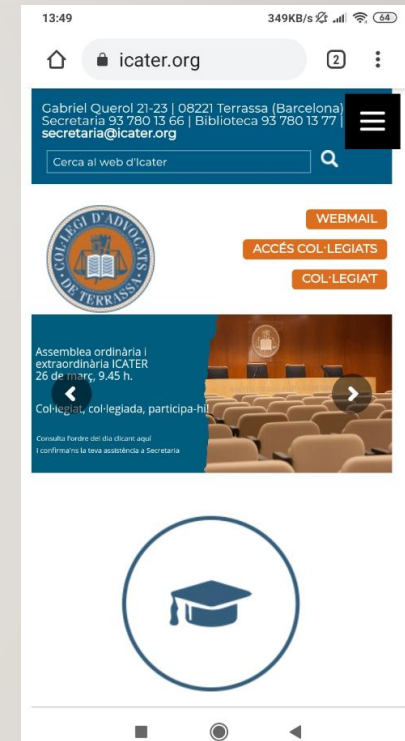 13:49 349KB/s 64
icater.org 2
Gabriel Querol 21-23 | 08221 Terrassa (Barcelona)
Secretaria 93 780 13 66 | Biblioteca 93 780 13 77 |
secretaria@icater.org
Cerca al web d'Icater
COL·LEGI D'ADVOCATS
· DE TERRASSA ·
WEBMAIL
ACCÉS COL·LEGIATS
COL·LEGIA'T
Assemblea ordinària i
extraordinària ICATER
26 de març, 9.45 h.
Col·legiat, col·legiada, participa-hi!
Consulta l'ordre del dia clicant aquí
i confirma'ns la teva assistència a Secretaria